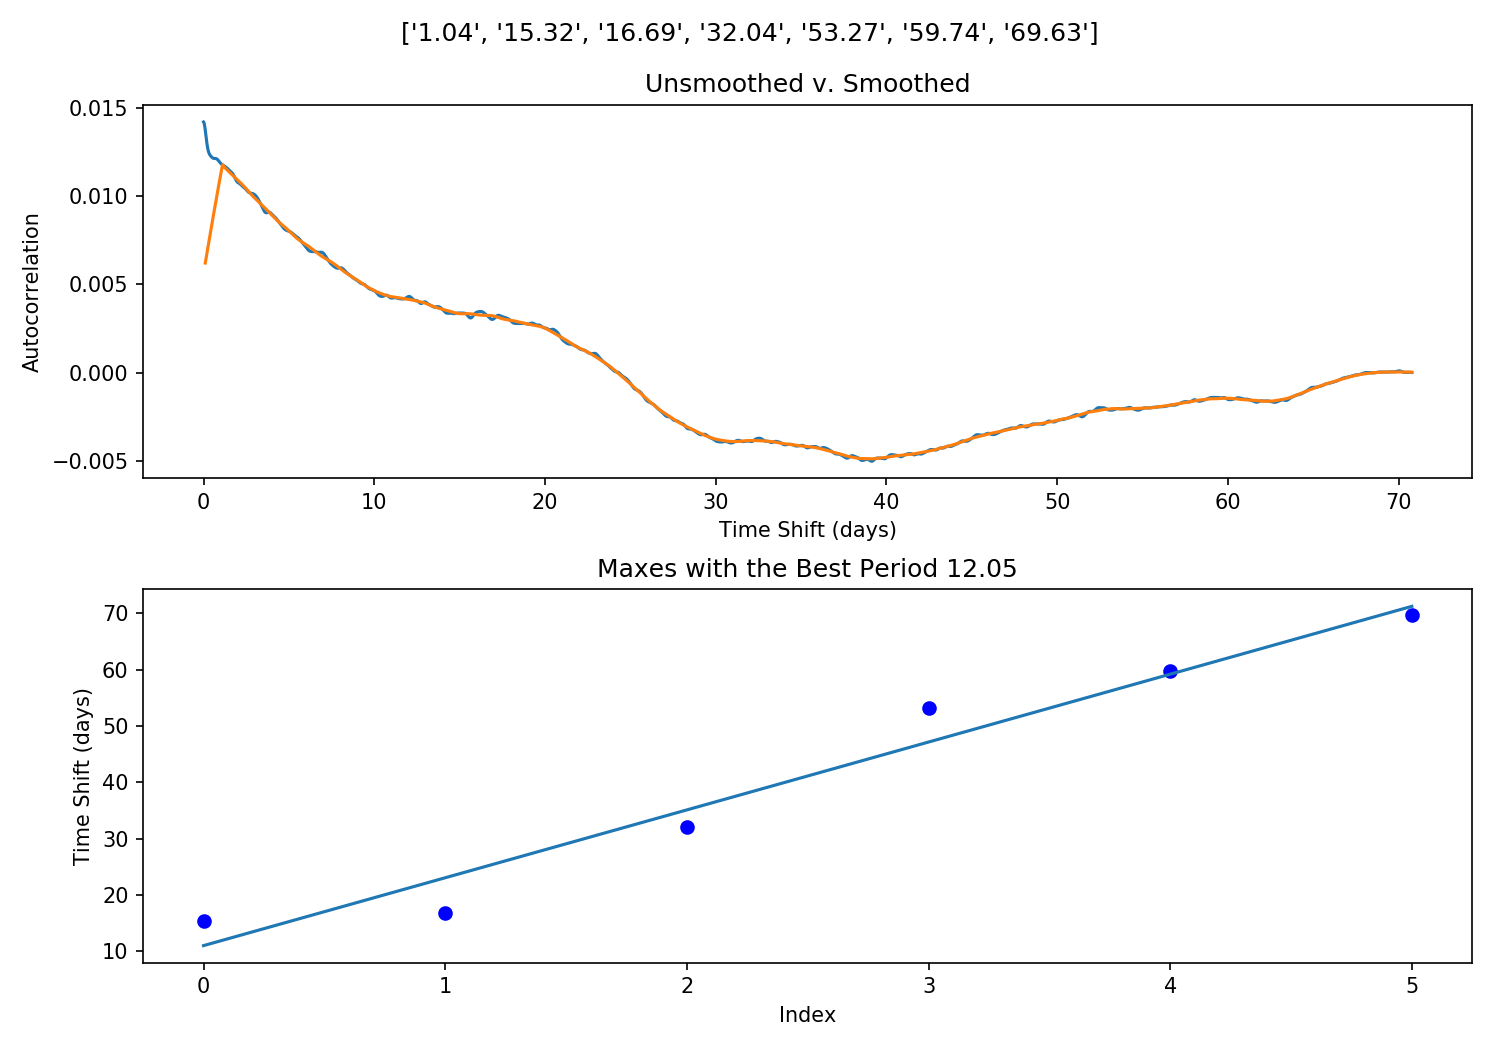 ['1.04', '15.32', '16.69', '32.04', '53.27', '59.74', '69.63']
Unsmoothed v. Smoothed
0.015
0.010
0.005
0.000
−0.005
Autocorrelation
0 10 20 30 40 50 60 70
Time Shift (days)
Maxes with the Best Period 12.05
70
60
50
40
30
20
10
Time Shift (days)
0 1 2 3 4 5
Index